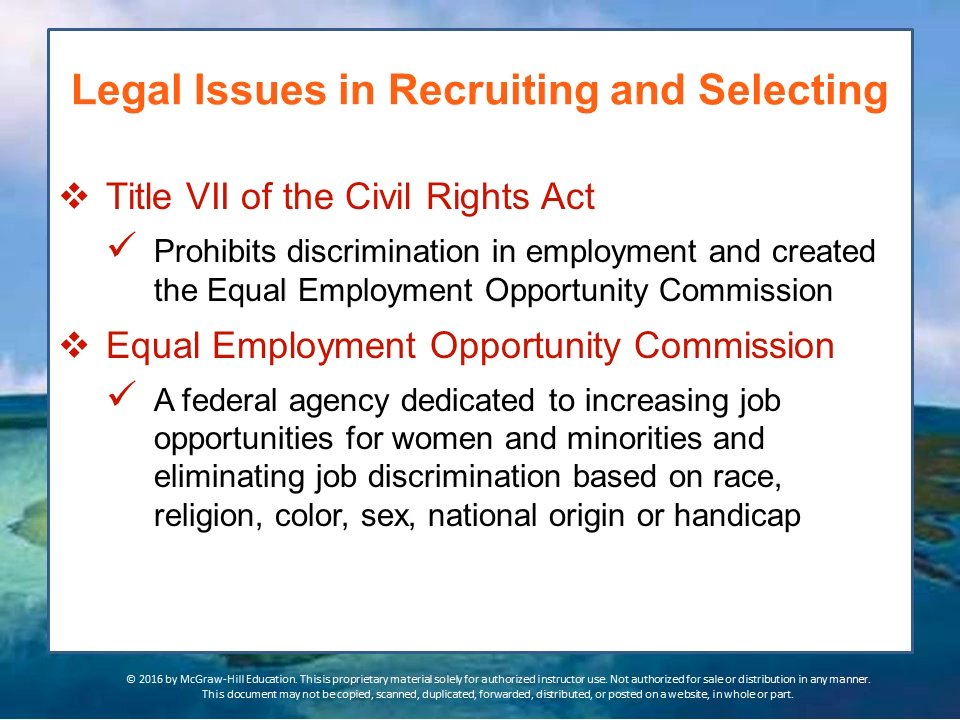 Legal Issues in Recruiting and Selecting
❖ Title VII of the Civil Rights Act
✓ Prohibits discrimination in employment and created
the Equal Employment Opportunity Commission
❖ Equal Employment Opportunity Commission
✓ A federal agency dedicated to increasing job
opportunities for women and minorities and
eliminating job discrimination based on race,
religion, color, sex, national origin or handicap
© 2016 by McGraw-Hill Education. This is proprietary material solely for authorized instructor use. Not authorized for sale or distribution in any manner.
This document may not be copied, scanned, duplicated, forwarded, distributed, or posted on a website, in whole or part.